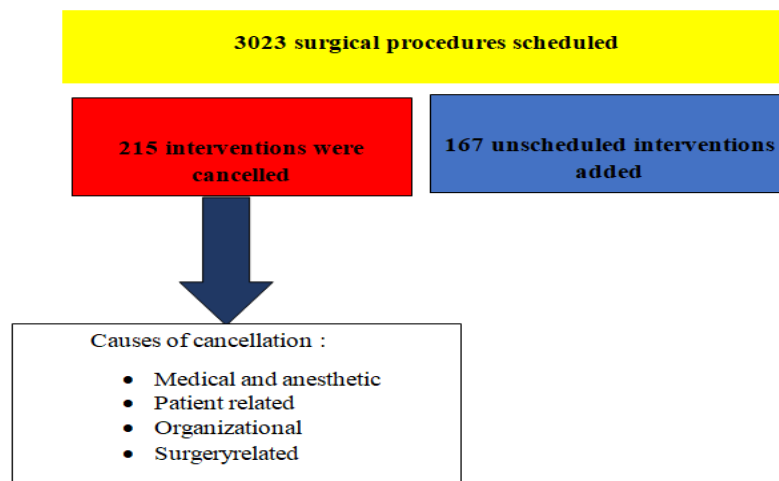 3023 surgical procedures scheduled
215 interventions were
cancelled
167 unscheduled interventions
added
Causes of cancellation :
• Medical and anesthetic
• Patient related
• Organizational
• Surgeryrelated